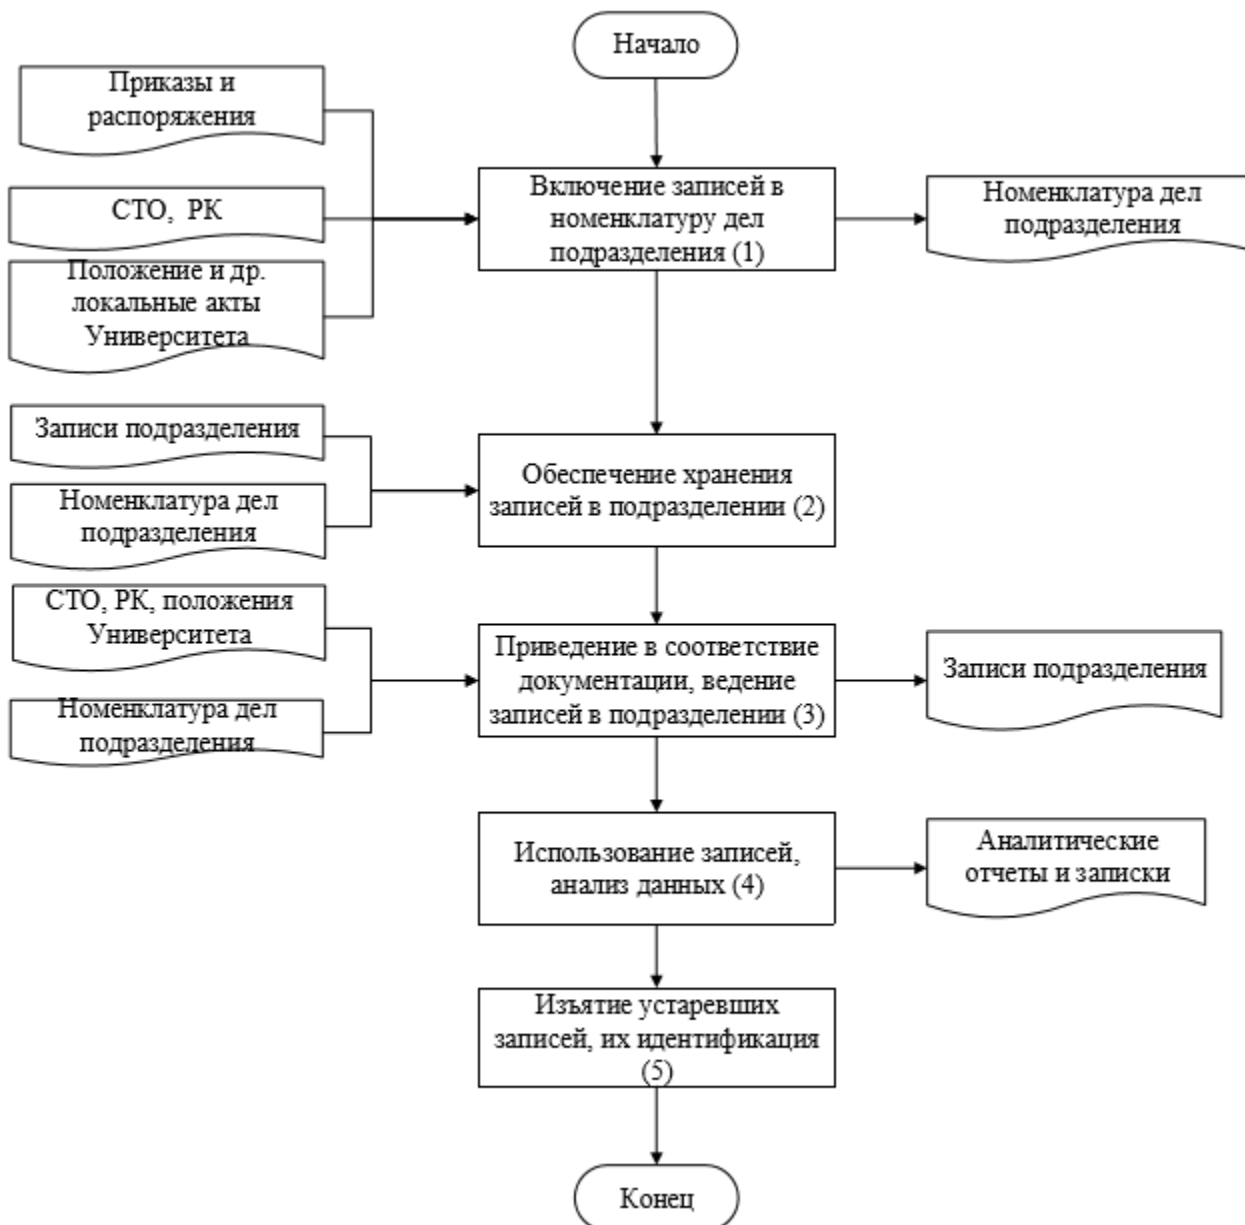 Начало
Приказы и
распоряжения
СТО, РК
Положение и др.
локальные акты
Университета
Включение записей в
номенклатуру дел
подразделения (1)
Номенклатура дел
подразделения
Записи подразделения
Номенклатура дел
подразделения
Обеспечение хранения
записей в подразделении (2)
СТО, РК, положения
Университета
Номенклатура дел
подразделения
Приведение в соответствие
документации, ведение
записей в подразделении (3)
Записи подразделения
Использование записей,
анализ данных (4)
Аналитические
отчеты и записки
Изъятие устаревших
записей, их идентификация
(5)
Конец